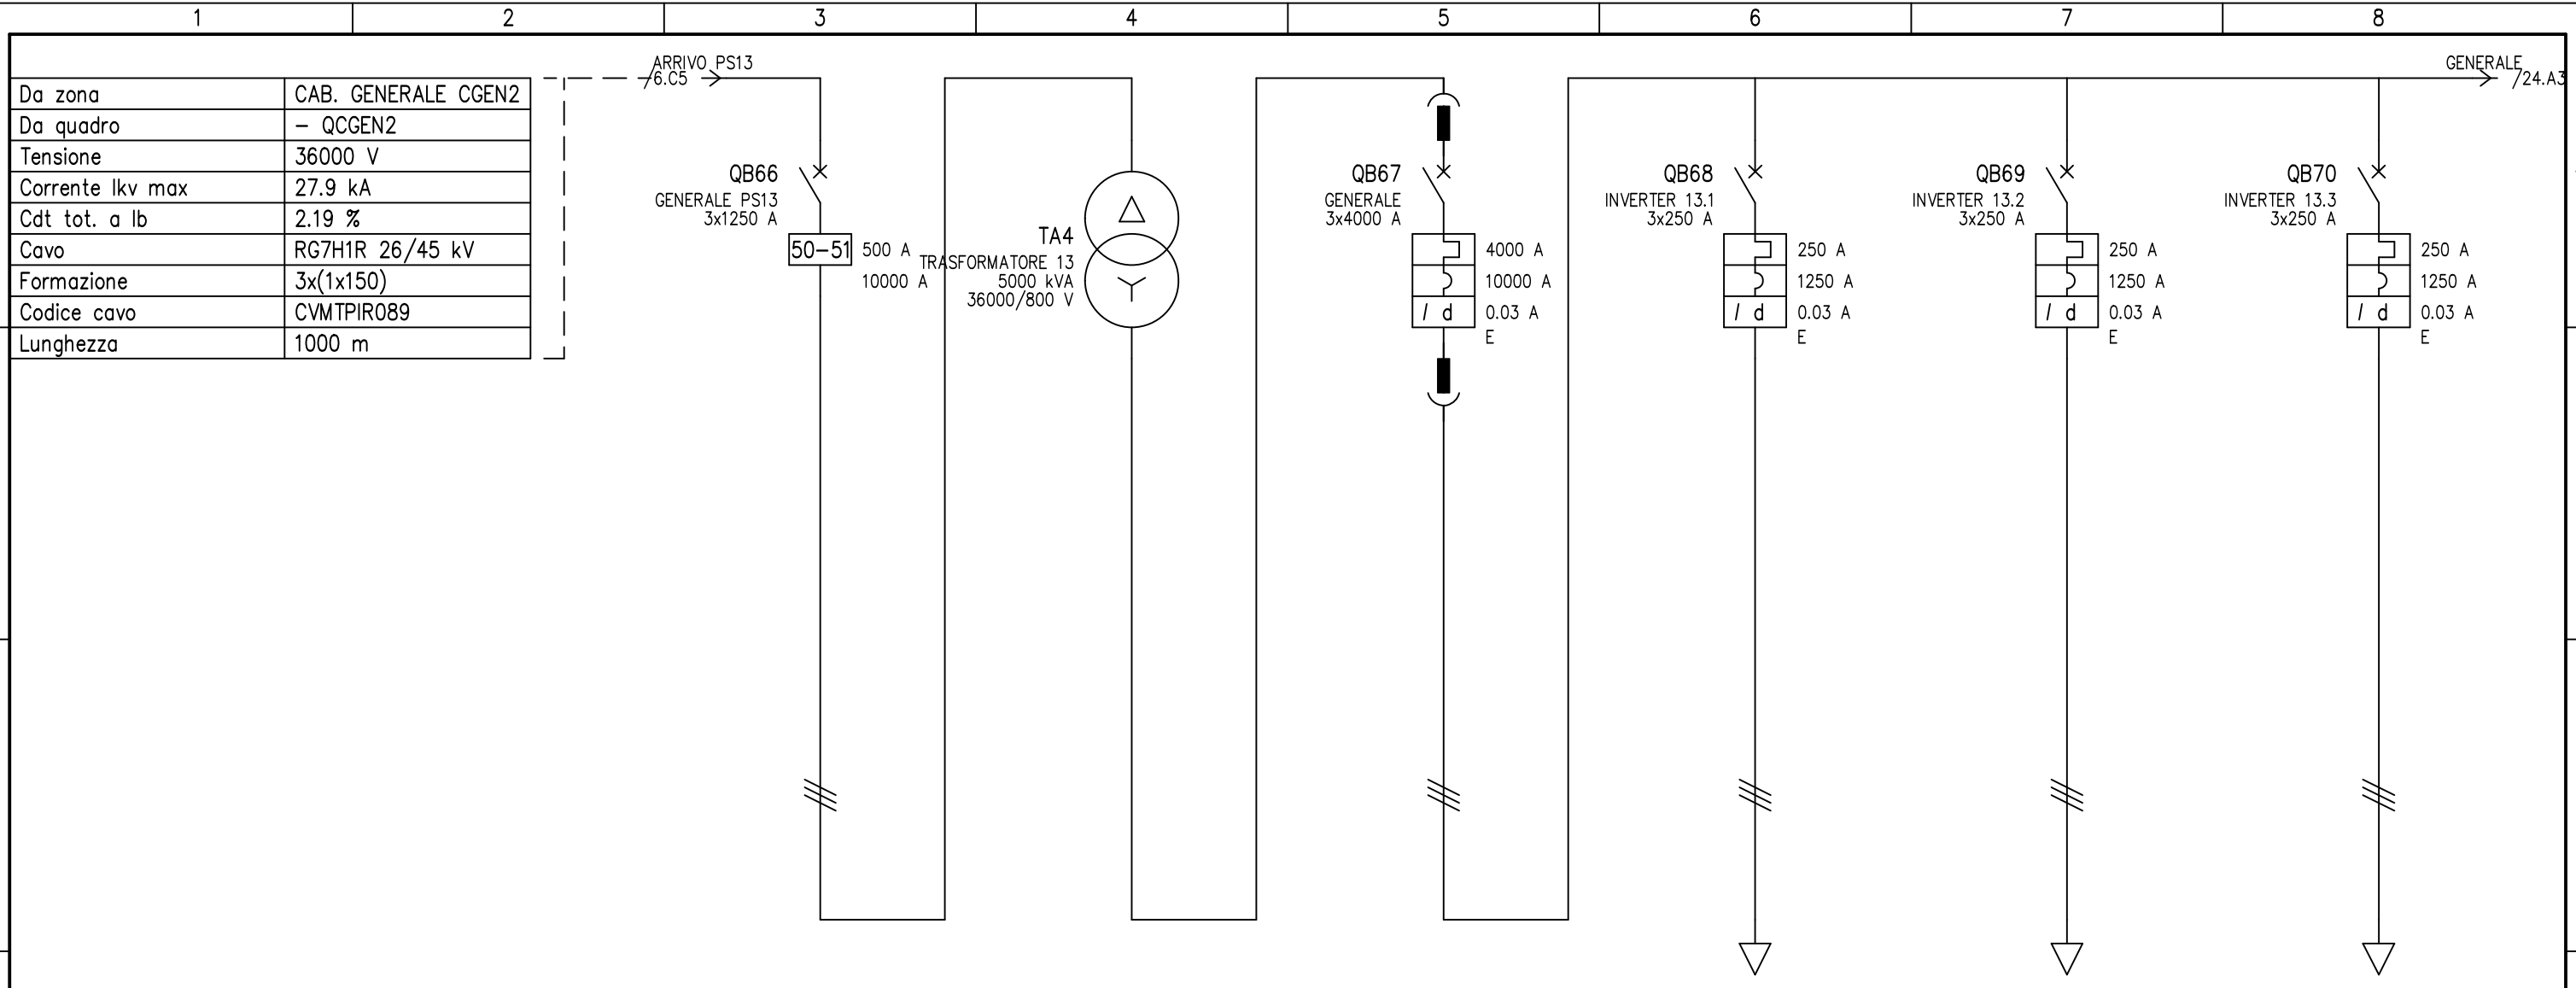 1 2 3 4 5 6 7 8
ARRIVO PS13
/6.C5
GENERALE
/24.A3
Da zona CAB. GENERALE CGEN2
Da quadro - QCGEN2
Tensione 36000 V
Corrente Ikv max 27.9 kA
Cdt tot. a Ib 2.19 %
Cavo RG7H1R 26/45 kV
Formazione 3x(1x150)
Codice cavo CVMTPIR089
Lunghezza 1000 m
QB66
GENERALE PS13
3x1250 A
50-51 500 A
10000 A
TA4
TRASFORMATORE 13
5000 kVA
36000/800 V
QB67
GENERALE
3x4000 A
4000 A
10000 A
I d 0.03 A
E
QB68
INVERTER 13.1
3x250 A
250 A
1250 A
I d 0.03 A
E
QB69
INVERTER 13.2
3x250 A
250 A
1250 A
I d 0.03 A
E
QB70
INVERTER 13.3
3x250 A
250 A
1250 A
I d 0.03 A
E